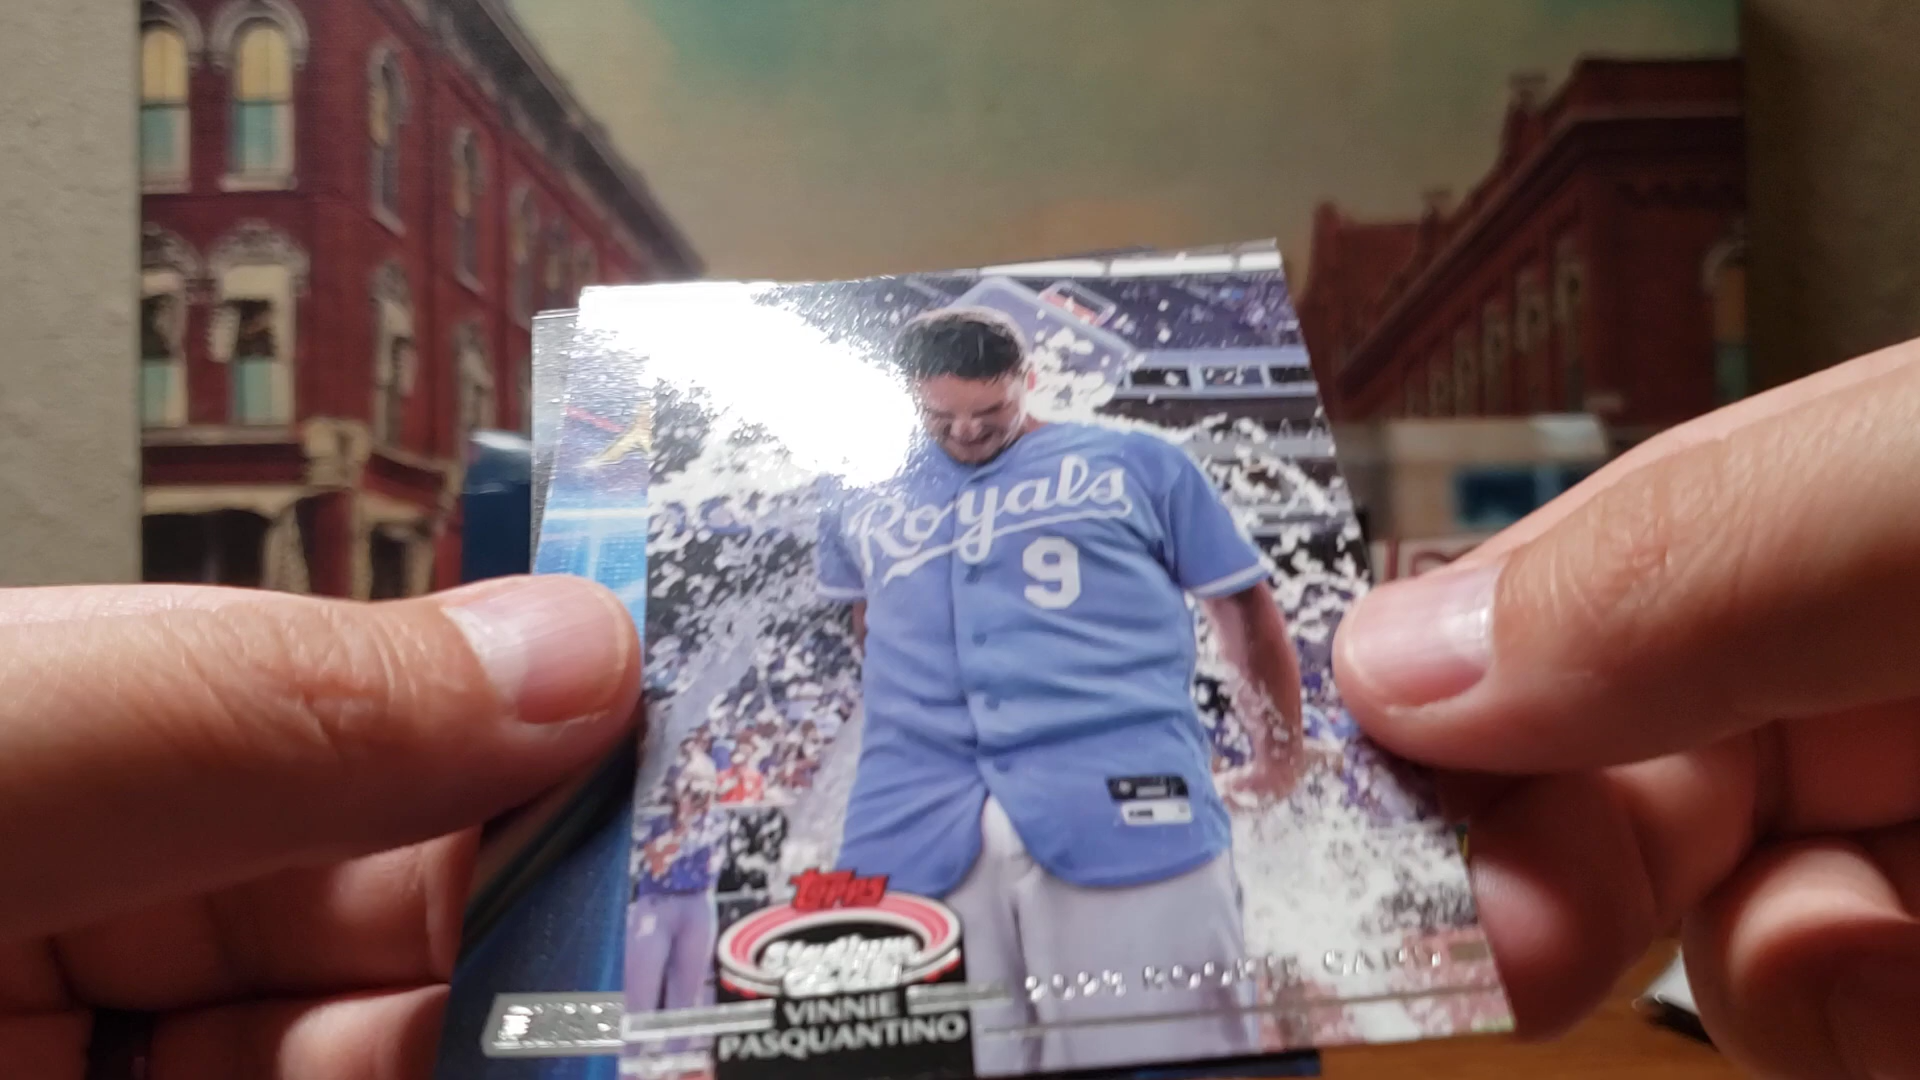 Royals
9
Topps
Stadium
Club
VINNIE
PASQUANTINO
ROOKIE CARD